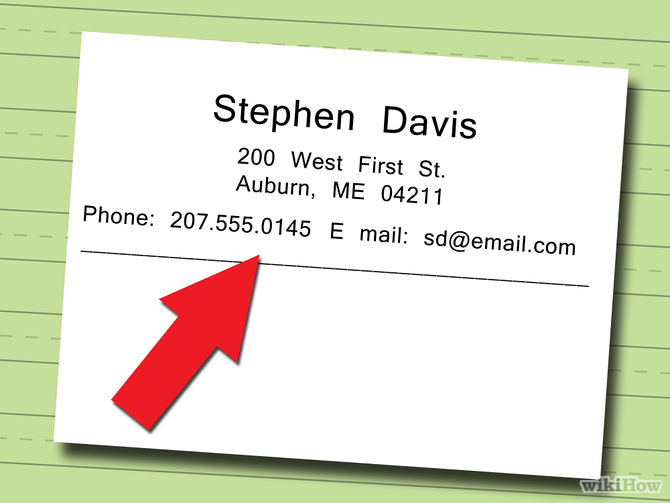 Stephen Davis
200 West First St.
Auburn, ME 04211
Phone: 207.555.0145 E mail: sd@email.com
wikiHow